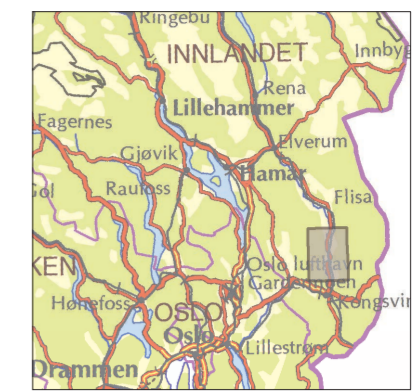 Ringebu
INNLANDET
Innby
Rena
Lillehammer
Fagernes
Elverum
Gjøvik
Hamar
Gol
Raufoss
Flisa
KEN
Oslo lufthavn
Gardermoen
Hønefoss
Kongsvin
OSLO
Oslo
Lillestrøm
Drammen